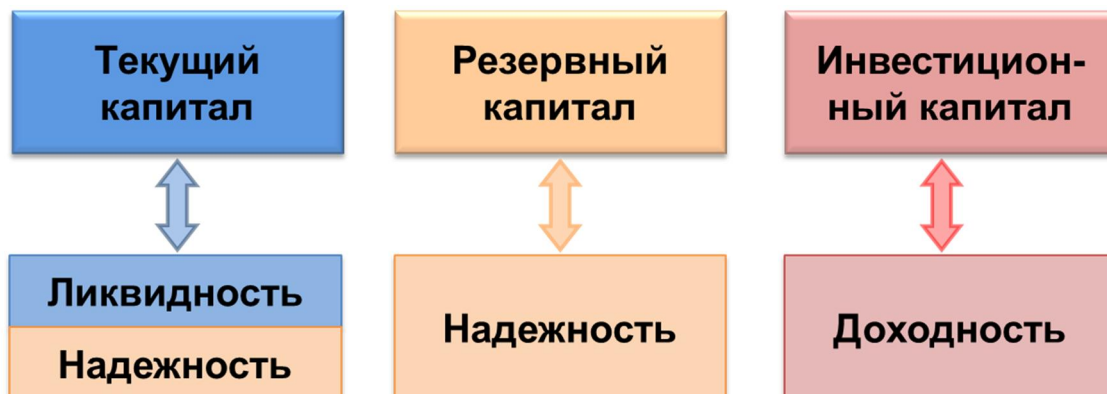 Текущий
капитал
Резервный
капитал
Инвестицион-
ный капитал
Ликвидность
Надежность
Надежность
Доходность